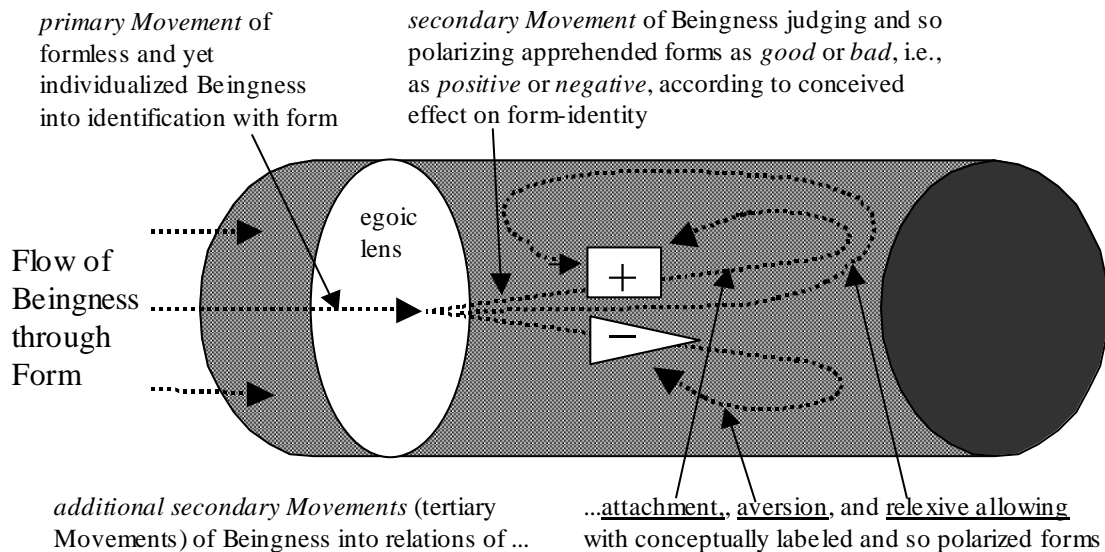 primary Movement of
formless and yet
individualized Beingness
into identification with form
secondary Movement of Beingness judging and so
polarizing apprehended forms as good or bad, i.e.,
as positive or negative, according to conceived
effect on form-identity
egoic
lens
Flow of
Beingness
through
Form
+
−
additional secondary Movements (tertiary
Movements) of Beingness into relations of ...
...attachment,, aversion, and relexive allowing
with conceptually labeled and so polarized forms